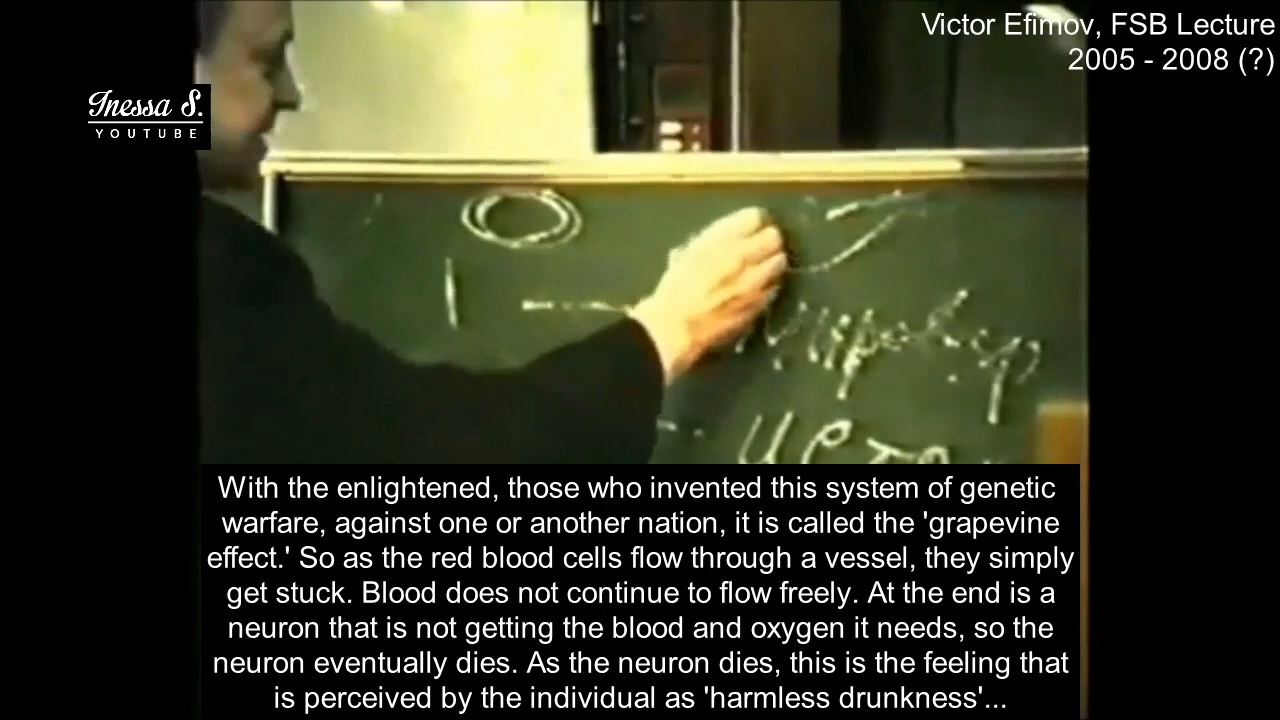 Victor Efimov, FSB Lecture
2005 - 2008 (?)
Inessa S.
YOUTUBE
With the enlightened, those who invented this system of genetic
warfare, against one or another nation, it is called the 'grapevine
effect.' So as the red blood cells flow through a vessel, they simply
get stuck. Blood does not continue to flow freely. At the end is a
neuron that is not getting the blood and oxygen it needs, so the
neuron eventually dies. As the neuron dies, this is the feeling that
is perceived by the individual as 'harmless drunkness'...